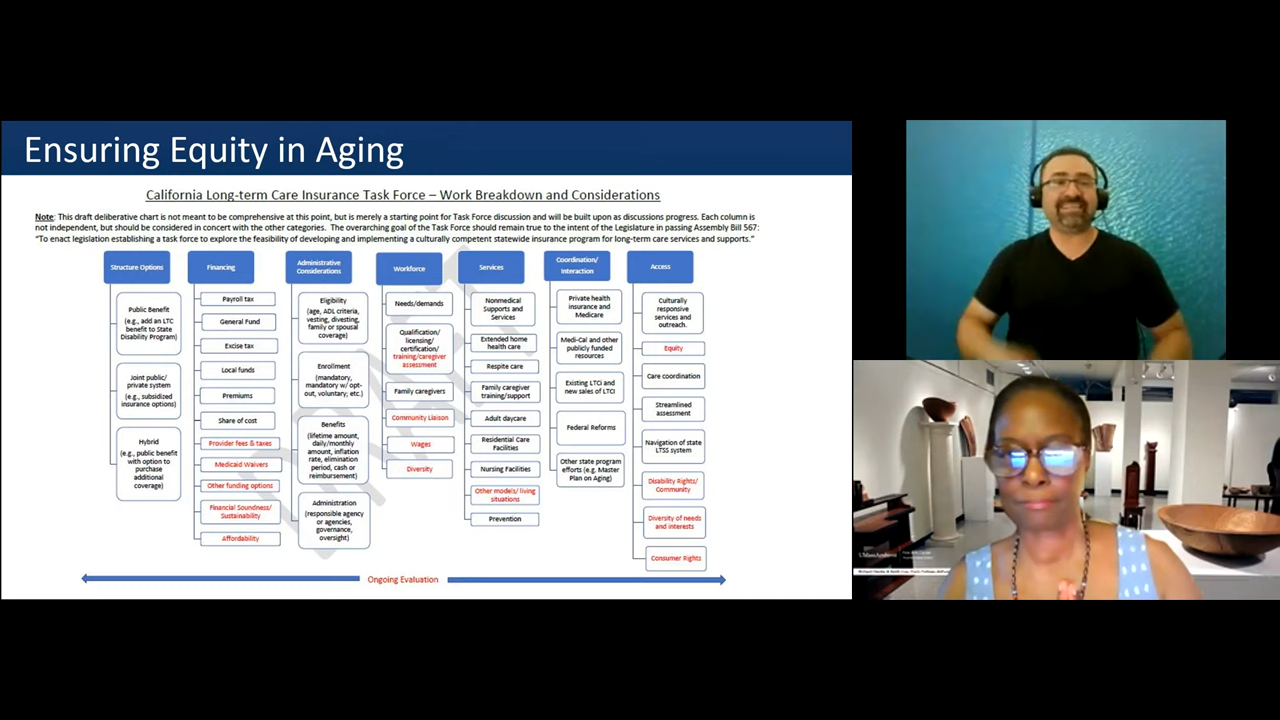 Ensuring Equity in Aging
California Long-term Care Insurance Task Force – Work Breakdown and Considerations
Note: This draft deliberative chart is not meant to be comprehensive at this point, but is merely a starting point for Task Force discussion and will be built upon as discussions progress. Each column is
not independent, but should be considered in concert with the other categories. The overarching goal of the Task Force should remain true to the intent of the Legislature in passing Assembly Bill 567:
"To enact legislation establishing a task force to explore the feasibility of developing and implementing a culturally competent statewide insurance program for long-term care services and supports."
Structure Options
Public Benefit
(e.g., add an LTC
benefit to State
Disability Program)
Joint public/
private system
(e.g., subsidized
insurance options)
Hybrid
(e.g., public benefit
with option to
purchase
additional
coverage)
Financing
Payroll tax
General Fund
Excise tax
Local funds
Premiums
Share of cost
Provider fees & taxes
Medicaid Waivers
Other funding options
Financial Soundness/
Sustainability
Affordability
Administrative
Considerations
Eligibility
(age, ADL criteria,
vesting, divesting,
family or spousal
coverage)
Enrollment
(mandatory,
mandatory w/ opt-
out, voluntary; etc.)
Benefits
(lifetime amount,
daily/monthly
amount, inflation
rate, elimination
period, cash or
reimbursement)
Administration
(responsible agency
or agencies,
governance,
oversight)
Workforce
Needs/demands
Qualification/
licensing/
certification/
training/caregiver
assessment
Family caregivers
Community Liaison
Wages
Diversity
Services
Nonmedical
Supports and
Services
Extended home
health care
Respite care
Family caregiver
training/support
Adult daycare
Residential Care
Facilities
Nursing Facilities
Other models/ living
situations
Prevention
Coordination/
Interaction
Private health
insurance and
Medicare
Medi-Cal and other
publicly funded
resources
Existing LTCI and
new sales of LTCI
Federal Reforms
Other state program
efforts (e.g. Master
Plan on Aging)
Access
Culturally
responsive
services and
outreach.
Equity
Care coordination
Streamlined
assessment
Navigation of state
LTSS system
Disability Rights/
Community
Diversity of needs
and interests
Consumer Rights
Ongoing Evaluation
DRAFT